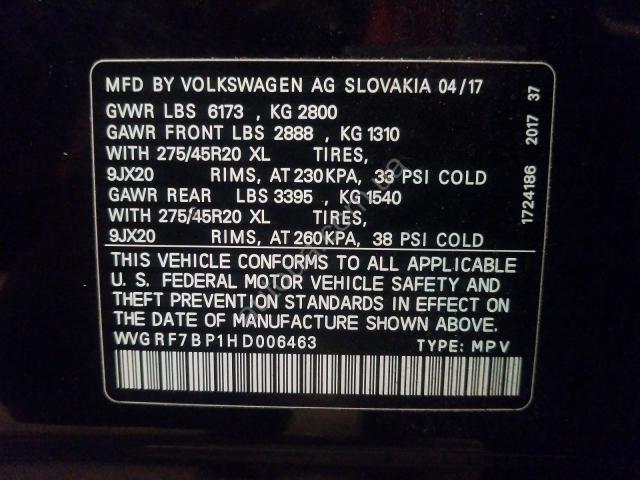 MFD BY VOLKSWAGEN AG SLOVAKIA 04/17
GVWR LBS 6173 , KG 2800
GAWR FRONT LBS 2888 , KG 1310
WITH 275/45R20 XL TIRES,
9JX20 RIMS, AT 230KPA, 33 PSI COLD
GAWR REAR LBS 3395 , KG 1540
WITH 275/45R20 XL TIRES,
9JX20 RIMS, AT 260KPA, 38 PSI COLD
THIS VEHICLE CONFORMS TO ALL APPLICABLE
U. S. FEDERAL MOTOR VEHICLE SAFETY AND
THEFT PREVENTION STANDARDS IN EFFECT ON
THE DATE OF MANUFACTURE SHOWN ABOVE.
WVGRF7BP1HD006463 TYPE: MPV
1724186 2017 37